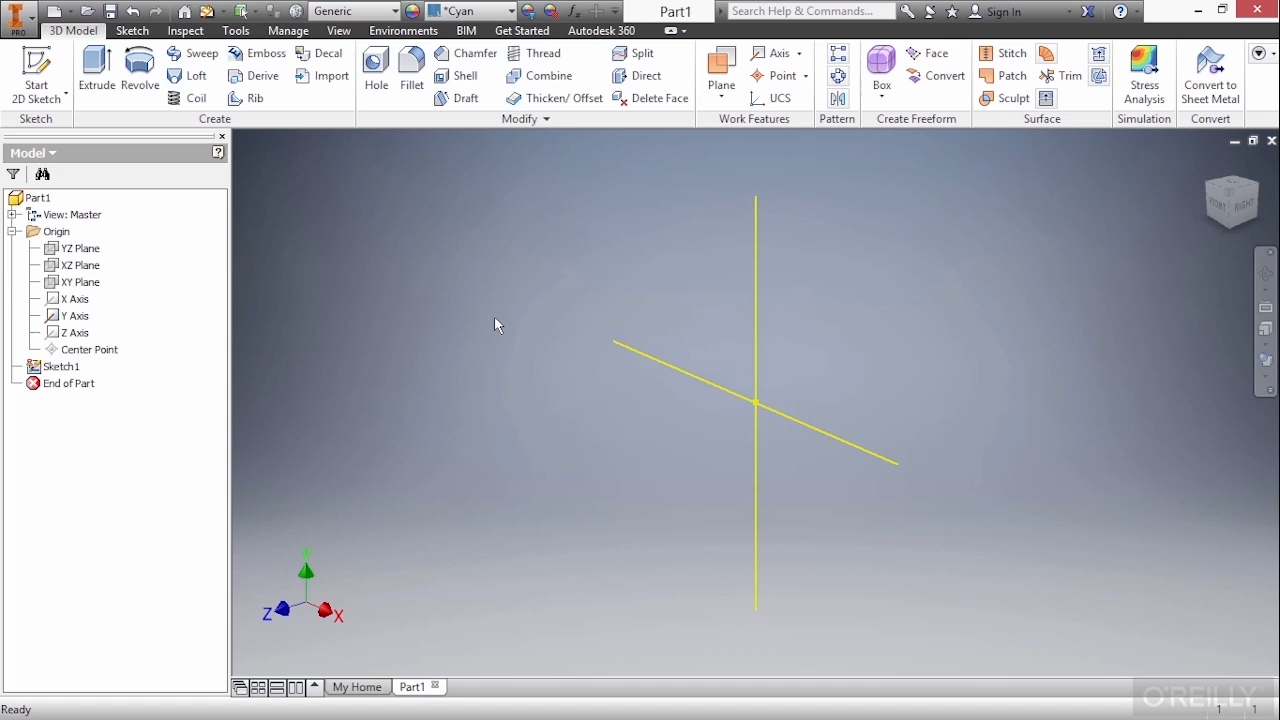 PRO
Generic
*Cyan
Part1
Search Help & Commands...
Sign In
3D Model
Sketch
Inspect
Tools
Manage
View
Environments
BIM
Get Started
Autodesk 360
Start
2D Sketch
Sketch
Extrude
Revolve
Sweep
Loft
Coil
Emboss
Derive
Rib
Decal
Import
Create
Hole
Fillet
Chamfer
Shell
Draft
Thread
Combine
Thicken/ Offset
Split
Direct
Delete Face
Modify
Plane
Axis
Point
UCS
Work Features
Pattern
Box
Face
Convert
Create Freeform
Stitch
Patch
Sculpt
Trim
Surface
Stress
Analysis
Simulation
Convert to
Sheet Metal
Convert
Model
Part1
View: Master
Origin
YZ Plane
XZ Plane
XY Plane
X Axis
Y Axis
Z Axis
Center Point
Sketch1
End of Part
FRONT
RIGHT
Z
X
My Home
Part1
Ready
O'REILLY
1
1